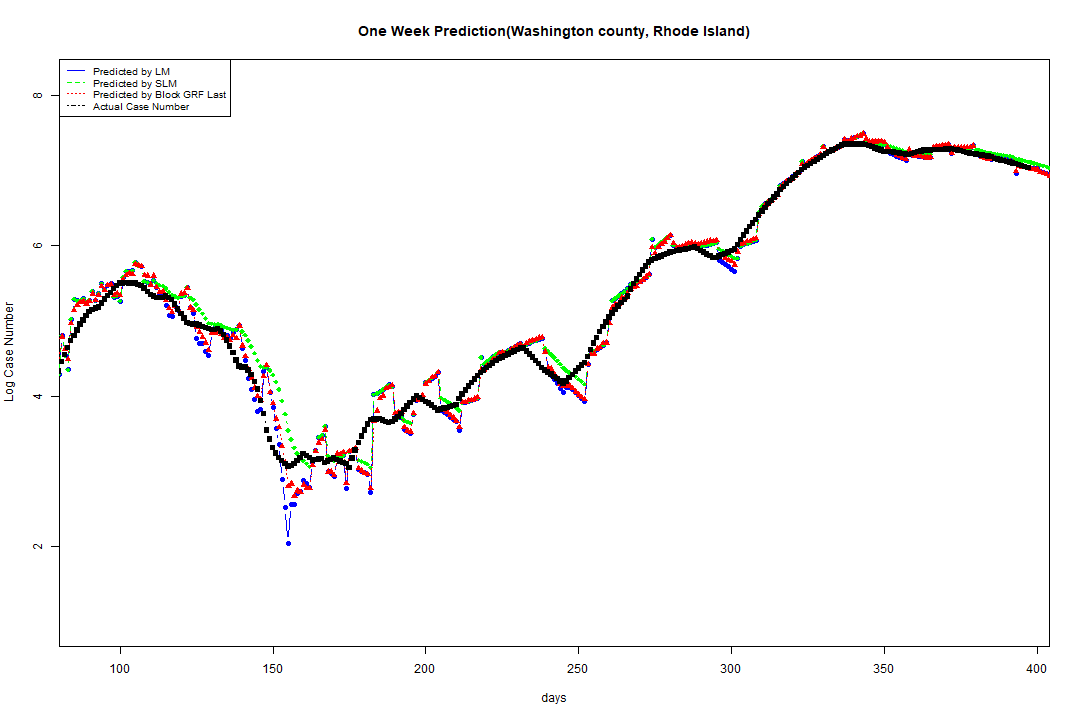 One Week Prediction(Washington county, Rhode Island)
Predicted by LM
Predicted by SLM
Predicted by Block GRF Last
Actual Case Number
8
6
4
2
Log Case Number
100 150 200 250 300 350 400
days